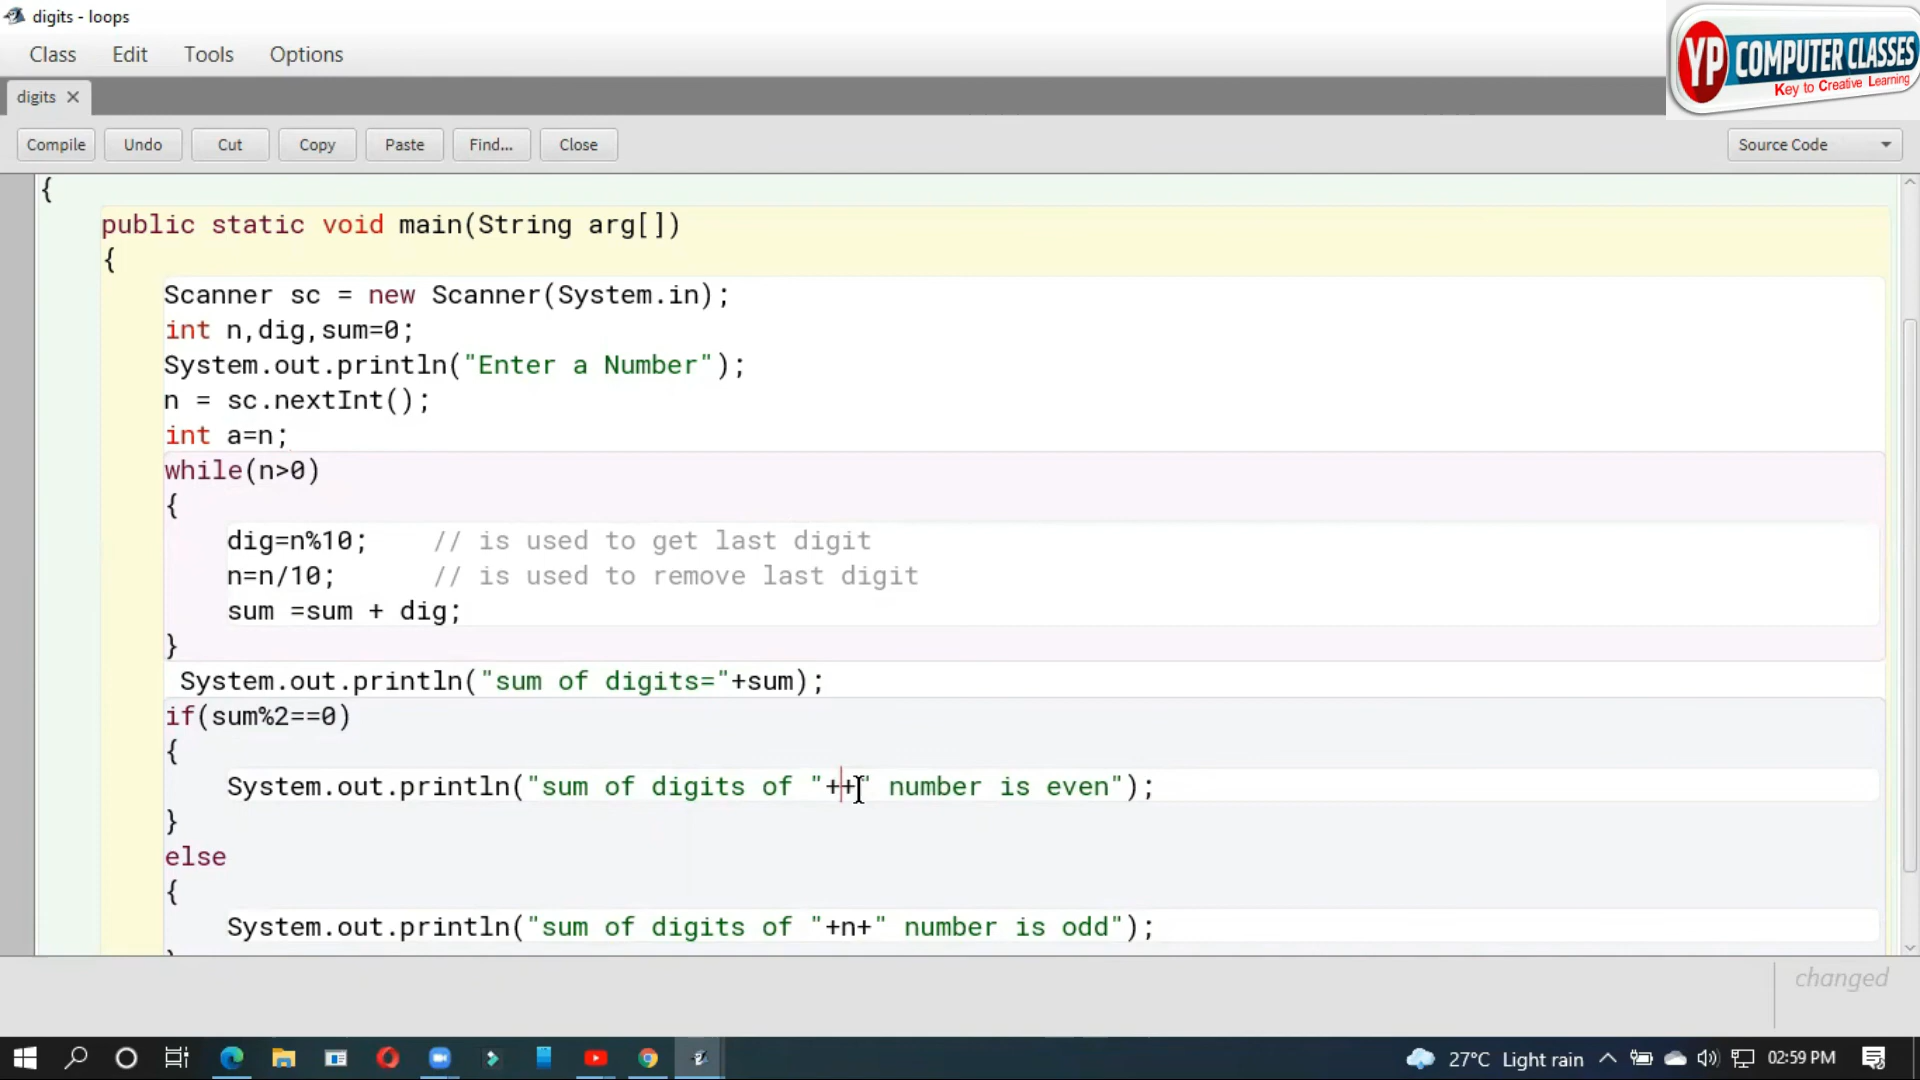 digits - loops
YP COMPUTER CLASSES
Key to Creative Learning
Class Edit Tools Options
digits
Compile Undo Cut Copy Paste Find... Close Source Code
{
public static void main(String arg[])
{
Scanner sc = new Scanner(System.in);
int n,dig,sum=0;
System.out.println("Enter a Number");
n = sc.nextInt();
int a=n;
while(n>0)
{
dig=n%10; // is used to get last digit
n=n/10; // is used to remove last digit
sum =sum + dig;
}
System.out.println("sum of digits="+sum);
if(sum%2==0)
{
System.out.println("sum of digits of "++" number is even");
}
else
{
System.out.println("sum of digits of "+n+" number is odd");
changed
27°C Light rain 02:59 PM